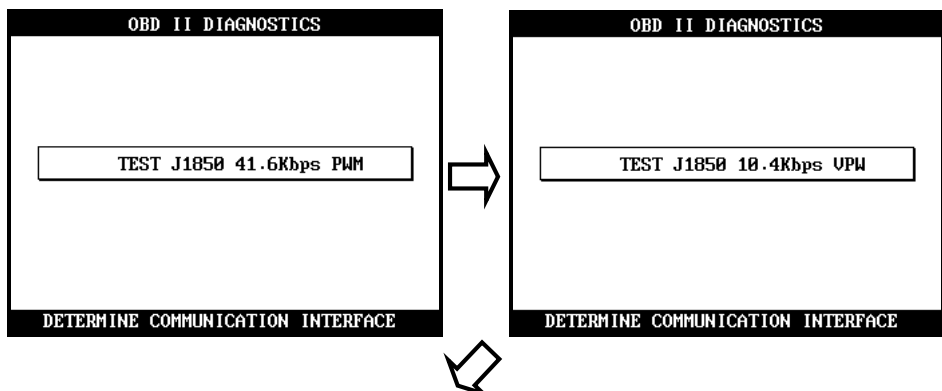 OBD II DIAGNOSTICS
TEST J1850 41.6Kbps PWM
DETERMINE COMMUNICATION INTERFACE
OBD II DIAGNOSTICS
TEST J1850 10.4Kbps VPW
DETERMINE COMMUNICATION INTERFACE